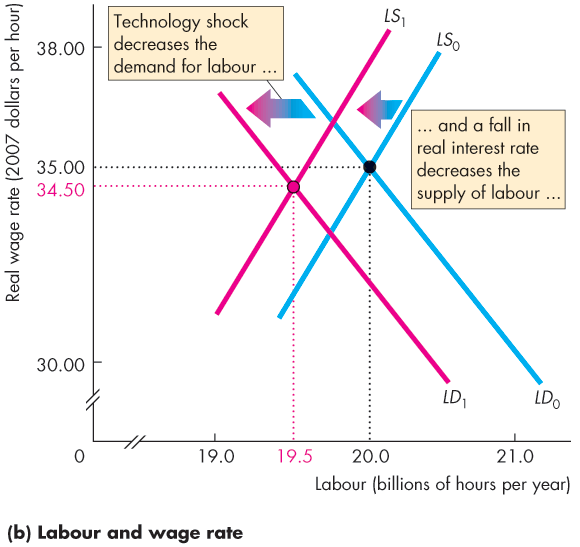 Real wage rate (2007 dollars per hour)
Technology shock
decreases the
demand for labour ...
LS1
LS0
38.00
... and a fall in
real interest rate
decreases the
supply of labour ...
35.00
34.50
30.00
LD1
LD0
0
19.0
19.5
20.0
21.0
Labour (billions of hours per year)
(b) Labour and wage rate